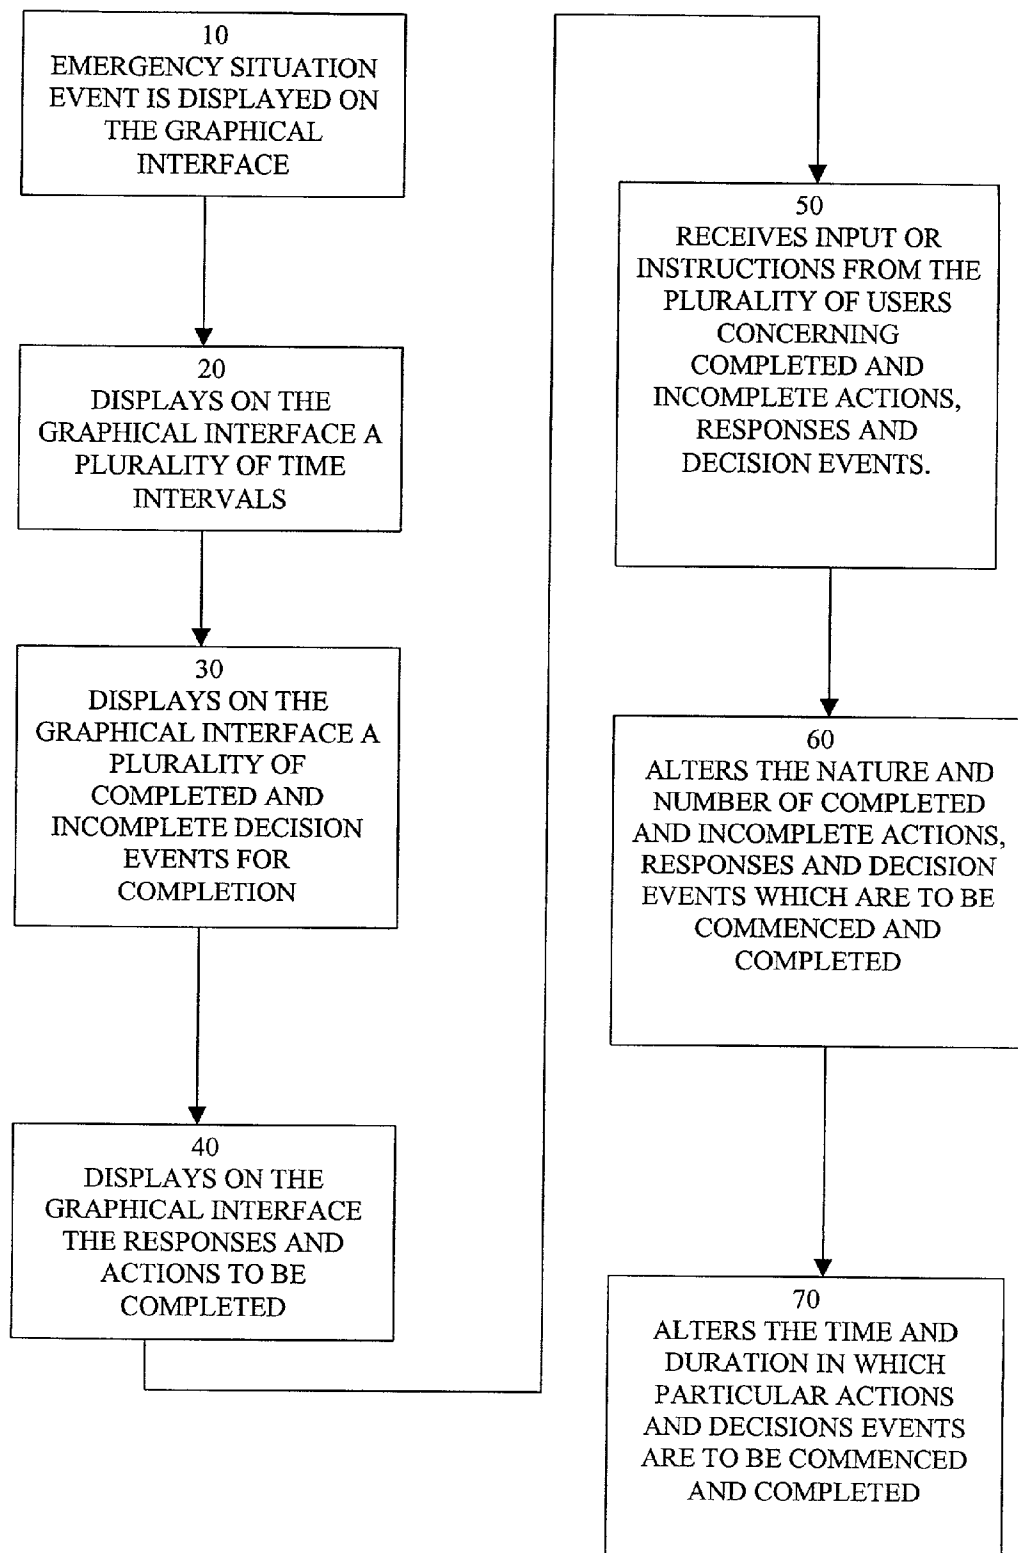 10
EMERGENCY SITUATION
EVENT IS DISPLAYED ON
THE GRAPHICAL
INTERFACE
20
DISPLAYS ON THE
GRAPHICAL INTERFACE A
PLURALITY OF TIME
INTERVALS
30
DISPLAYS ON THE
GRAPHICAL INTERFACE A
PLURALITY OF
COMPLETED AND
INCOMPLETE DECISION
EVENTS FOR
COMPLETION
40
DISPLAYS ON THE
GRAPHICAL INTERFACE
THE RESPONSES AND
ACTIONS TO BE
COMPLETED
50
RECEIVES INPUT OR
INSTRUCTIONS FROM THE
PLURALITY OF USERS
CONCERNING
COMPLETED AND
INCOMPLETE ACTIONS,
RESPONSES AND
DECISION EVENTS.
60
ALTERS THE NATURE AND
NUMBER OF COMPLETED
AND INCOMPLETE ACTIONS,
RESPONSES AND DECISION
EVENTS WHICH ARE TO BE
COMMENCED AND
COMPLETED
70
ALTERS THE TIME AND
DURATION IN WHICH
PARTICULAR ACTIONS
AND DECISIONS EVENTS
ARE TO BE COMMENCED
AND COMPLETED